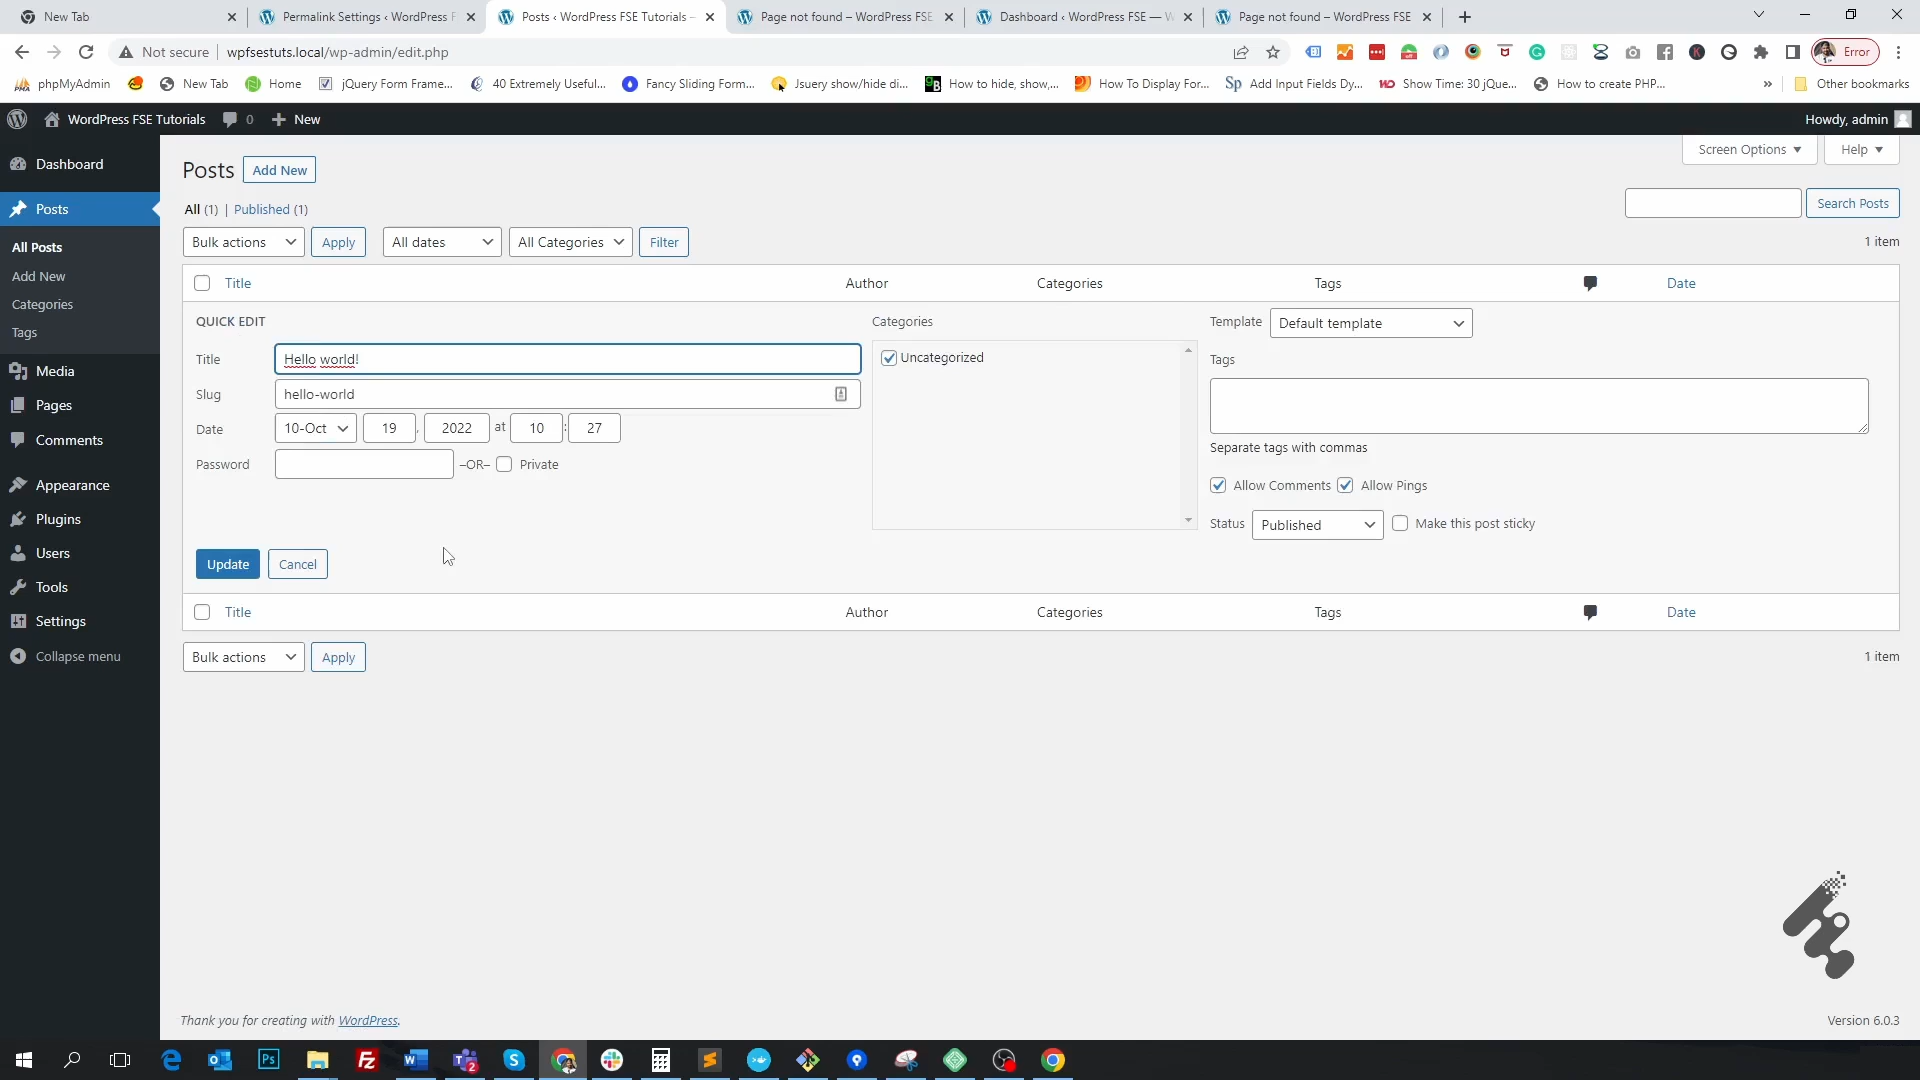 New Tab
Permalink Settings ‹ WordPress F
Posts ‹ WordPress FSE Tutorials –
Page not found – WordPress FSE
Dashboard ‹ WordPress FSE — W
Page not found – WordPress FSE
Not secure
wpfsestuts.local/wp-admin/edit.php
Error
phpMyAdmin
New Tab
Home
jQuery Form Frame...
40 Extremely Useful...
Fancy Sliding Form...
Jsuery show/hide di...
How to hide, show,...
How To Display For...
Add Input Fields Dy...
Show Time: 30 jQue...
How to create PHP...
Other bookmarks
WordPress FSE Tutorials
0
New
Howdy, admin
Dashboard
Posts
All Posts
Add New
Categories
Tags
Media
Pages
Comments
Appearance
Plugins
Users
Tools
Settings
Collapse menu
Screen Options
Help
Posts
Add New
All (1) | Published (1)
Search Posts
Bulk actions
Apply
All dates
All Categories
Filter
1 item
Title
Author
Categories
Tags
Date
QUICK EDIT
Title
Hello world!
Slug
hello-world
Date
10-Oct
19
,
2022
at
10
:
27
Password
–OR–
Private
Categories
Uncategorized
Template
Default template
Tags
Separate tags with commas
Allow Comments
Allow Pings
Status
Published
Make this post sticky
Update
Cancel
Title
Author
Categories
Tags
Date
Bulk actions
Apply
1 item
Thank you for creating with WordPress.
Version 6.0.3